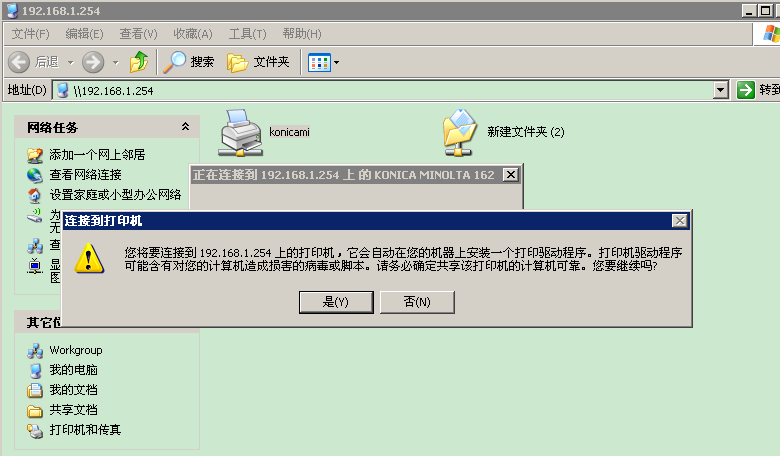 192.168.1.254
文件(F) 编辑(E) 查看(V) 收藏(A) 工具(T) 帮助(H)
后退 搜索 文件夹
地址(D) \\192.168.1.254 转到
网络任务
添加一个网上邻居
查看网络连接
设置家庭或小型办公网络
为
无
查
显
图
konicami
新建文件夹 (2)
正在连接到 192.168.1.254 上 的 KONICA MINOLTA 162
连接到打印机
您将要连接到 192.168.1.254 上的打印机，它会自动在您的机器上安装一个打印驱动程序。打印机驱动程序
可能含有对您的计算机造成损害的病毒或脚本。请务必确定共享该打印机的计算机可靠。您要继续吗?
是(Y) 否(N)
其它位
Workgroup
我的电脑
我的文档
共享文档
打印机和传真